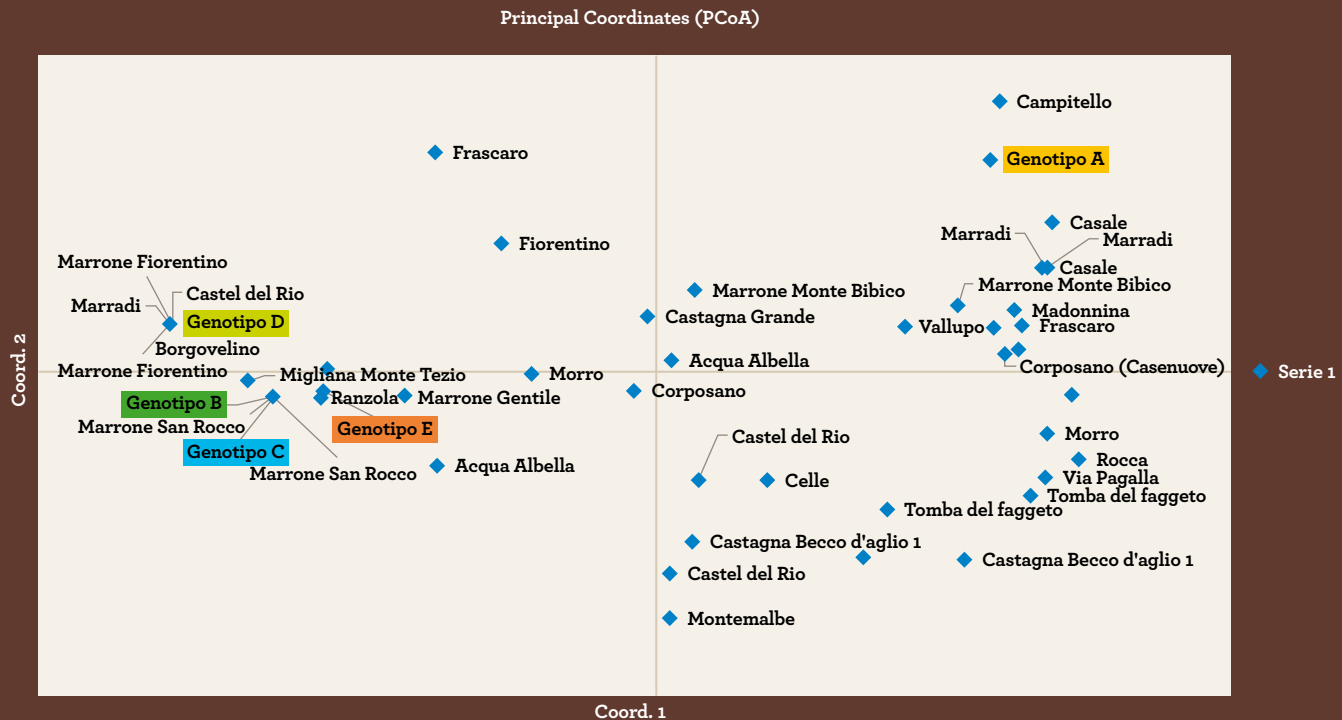 Principal Coordinates (PCoA)
Campitello
Frascaro
Genotipo A
Casale
Marradi
Marradi
Fiorentino
Marrone Fiorentino
Casale
Marrone Monte Bibico
Castel del Rio
Marrone Monte Bibico
Marradi
Madonnina
Castagna Grande
Genotipo D
Vallupo
Frascaro
Borgovelino
Acqua Albella
Corposano (Casenuove)
Marrone Fiorentino
Migliana Monte Tezio
Morro
Serie 1
Coord. 2
Corposano
Ranzola
Marrone Gentile
Genotipo B
Marrone San Rocco
Genotipo E
Morro
Castel del Rio
Genotipo C
Rocca
Acqua Albella
Marrone San Rocco
Via Pagalla
Celle
Tomba del faggeto
Tomba del faggeto
Castagna Becco d'aglio 1
Castagna Becco d'aglio 1
Castel del Rio
Montemalbe
Coord. 1